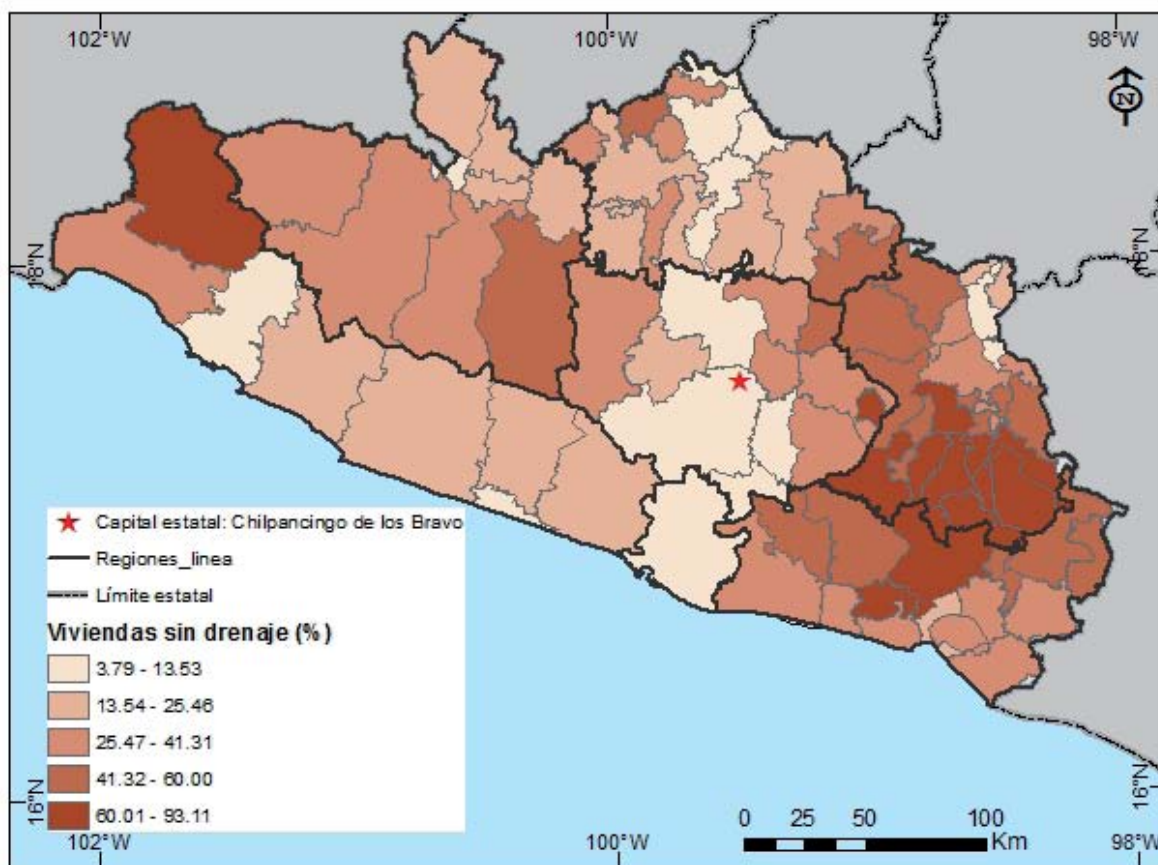 102°W 100°W 98°W
N
18°N 18°N
Capital estatal: Chilpancingo de los Bravo
Regiones_linea
Límite estatal
Viviendas sin drenaje (%)
3.79 - 13.53
13.54 - 25.46
25.47 - 41.31
41.32 - 60.00
60.01 - 93.11
16°N 16°N
0 25 50 100
Km
102°W 100°W 98°W